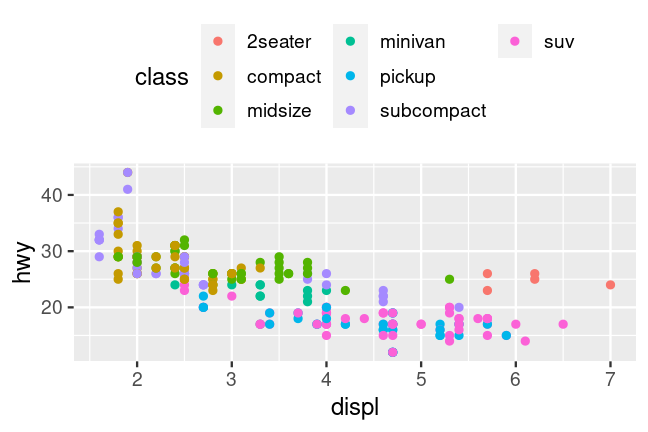 2seater minivan suv
class compact pickup
midsize subcompact
hwy
40
30
20
2 3 4 5 6 7
displ